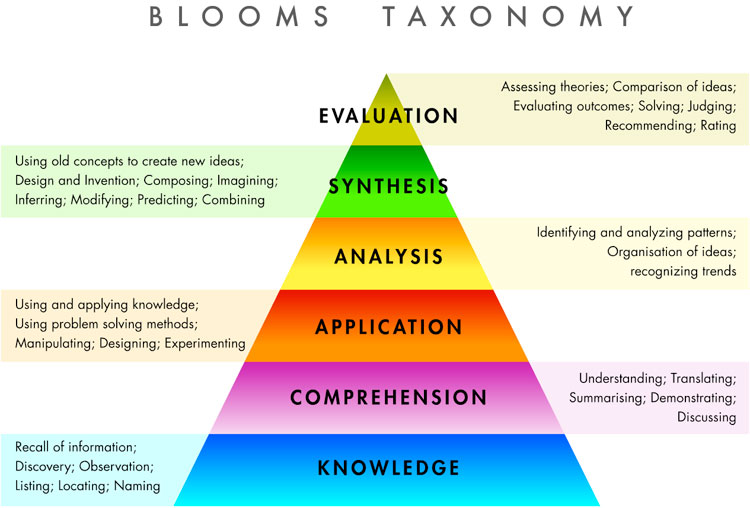 BLOOMS TAXONOMY
EVALUATION
Assessing theories; Comparison of ideas;
Evaluating outcomes; Solving; Judging;
Recommending; Rating
Using old concepts to create new ideas;
Design and Invention; Composing; Imagining;
Inferring; Modifying; Predicting; Combining
SYNTHESIS
ANALYSIS
Identifying and analyzing patterns;
Organisation of ideas;
recognizing trends
Using and applying knowledge;
Using problem solving methods;
Manipulating; Designing; Experimenting
APPLICATION
COMPREHENSION
Understanding; Translating;
Summarising; Demonstrating;
Discussing
Recall of information;
Discovery; Observation;
Listing; Locating; Naming
KNOWLEDGE